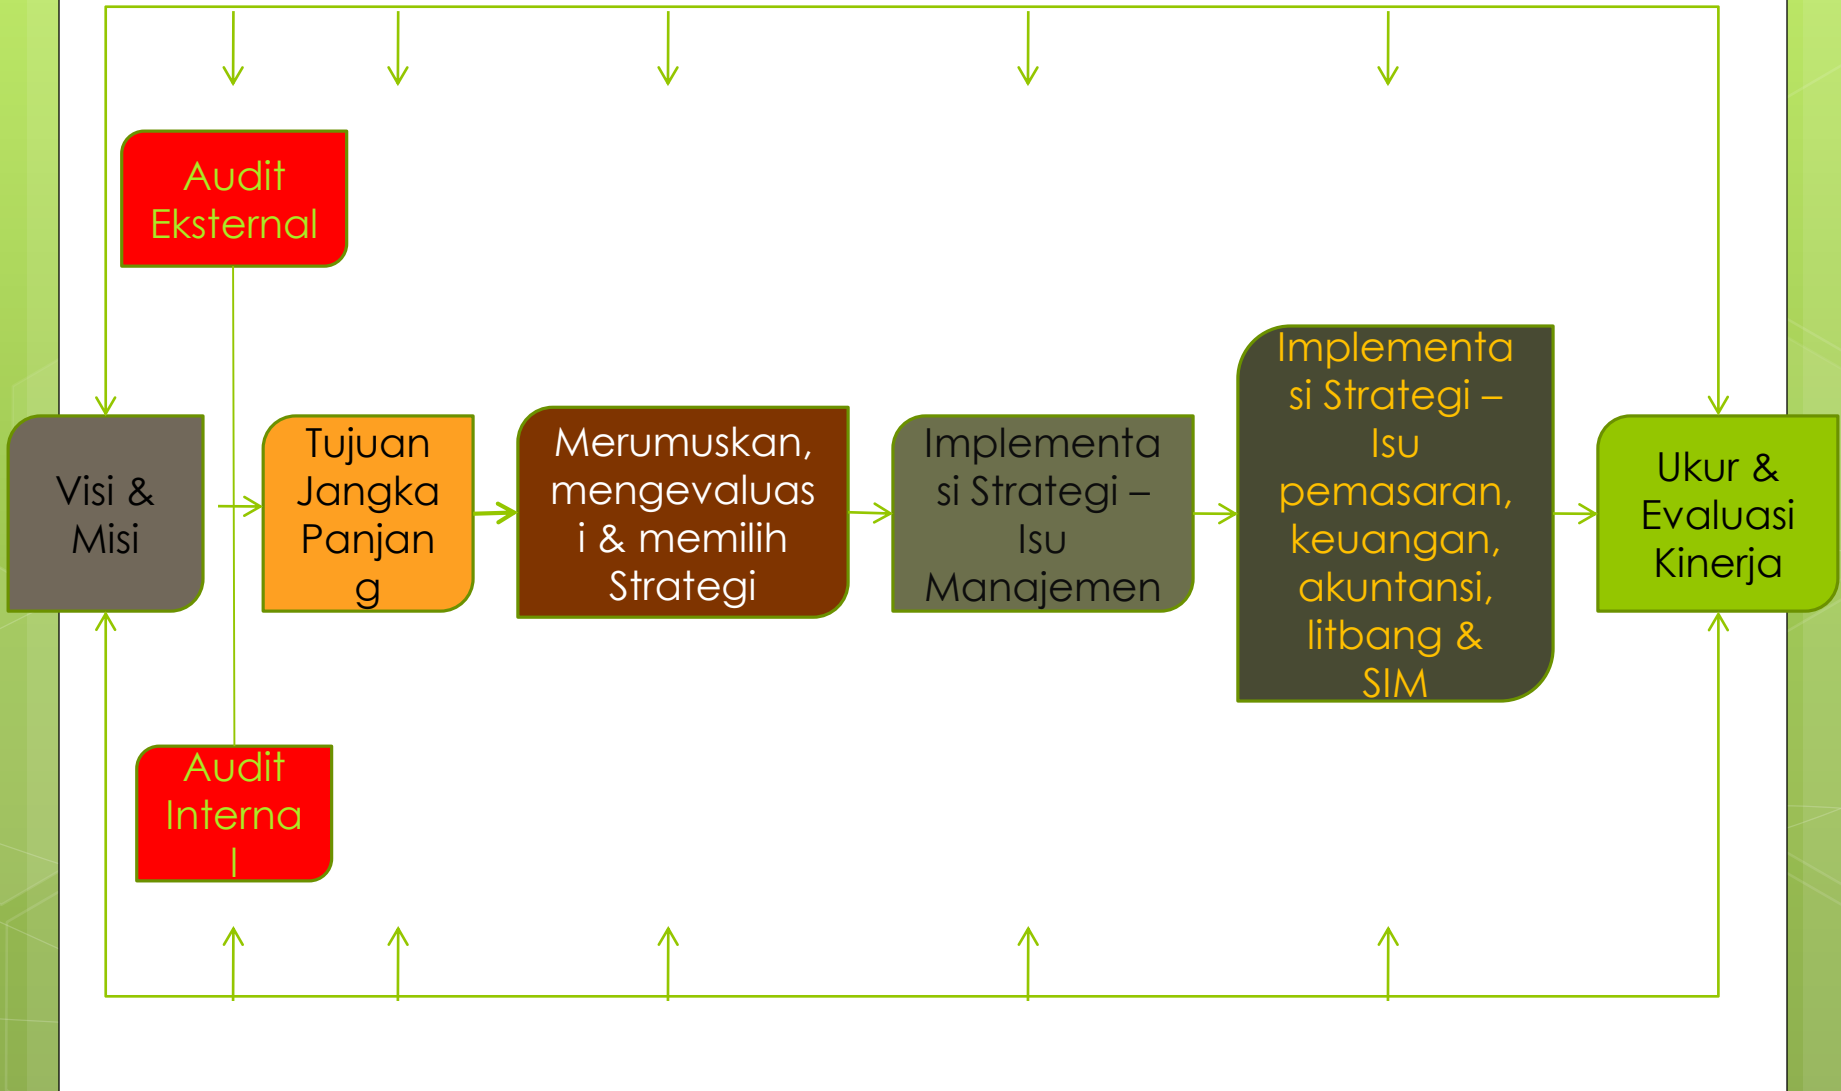 Audit
Eksternal
Visi &
Misi
Tujuan
Jangka
Panjan
g
Merumuskan,
mengevaluas
i & memilih
Strategi
Implementa
si Strategi –
Isu
Manajemen
Implementa
si Strategi –
Isu
pemasaran,
keuangan,
akuntansi,
litbang &
SIM
Ukur &
Evaluasi
Kinerja
Audit
Interna
l